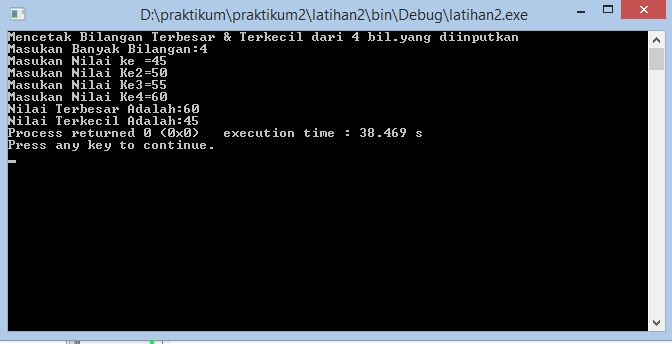 D:\praktikum\praktikum2\latihan2\bin\Debug\latihan2.exe
Mencetak Bilangan Terbesar & Terkecil dari 4 bil.yang diinputkan
Masukan Banyak Bilangan:4
Masukan Nilai ke =45
Masukan Nilai Ke2=50
Masukan Nilai Ke3=55
Masukan Nilai Ke4=60
Nilai Terbesar Adalah:60
Nilai Terkecil Adalah:45
Process returned 0 (0x0)   execution time : 38.469 s
Press any key to continue.